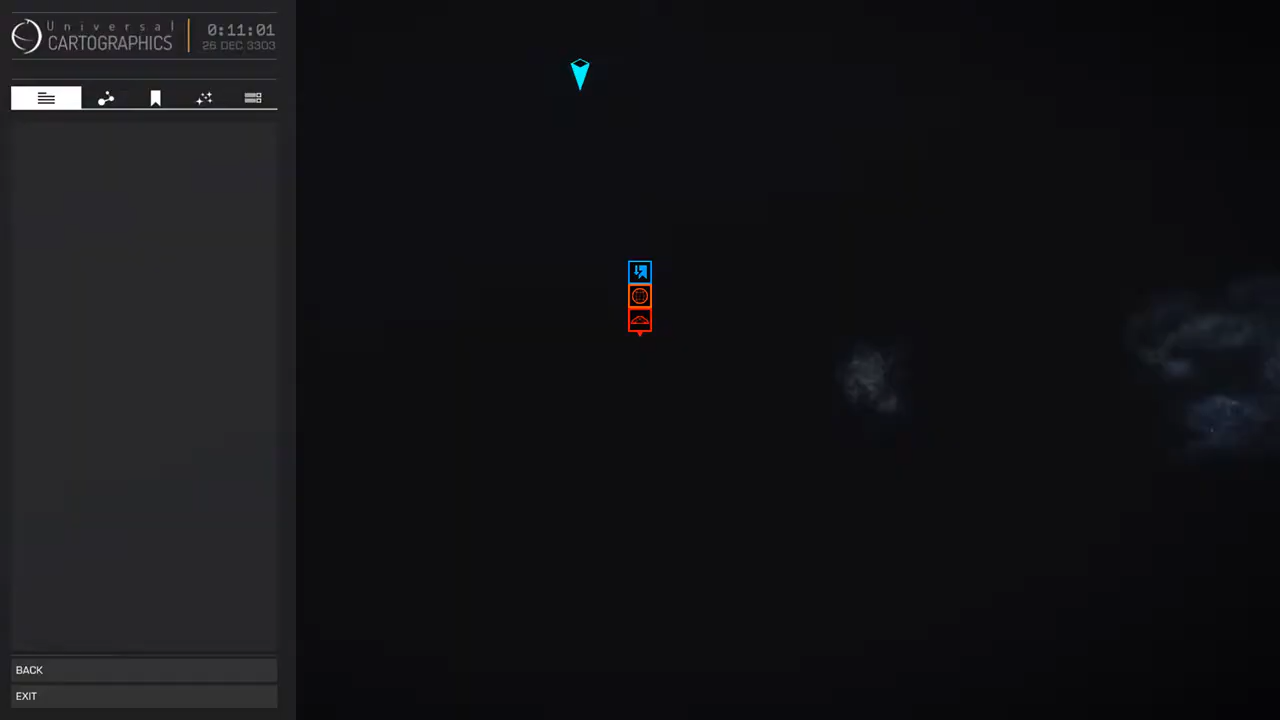 Universal
CARTOGRAPHICS
0:11:01
26 DEC 3303
BACK
EXIT